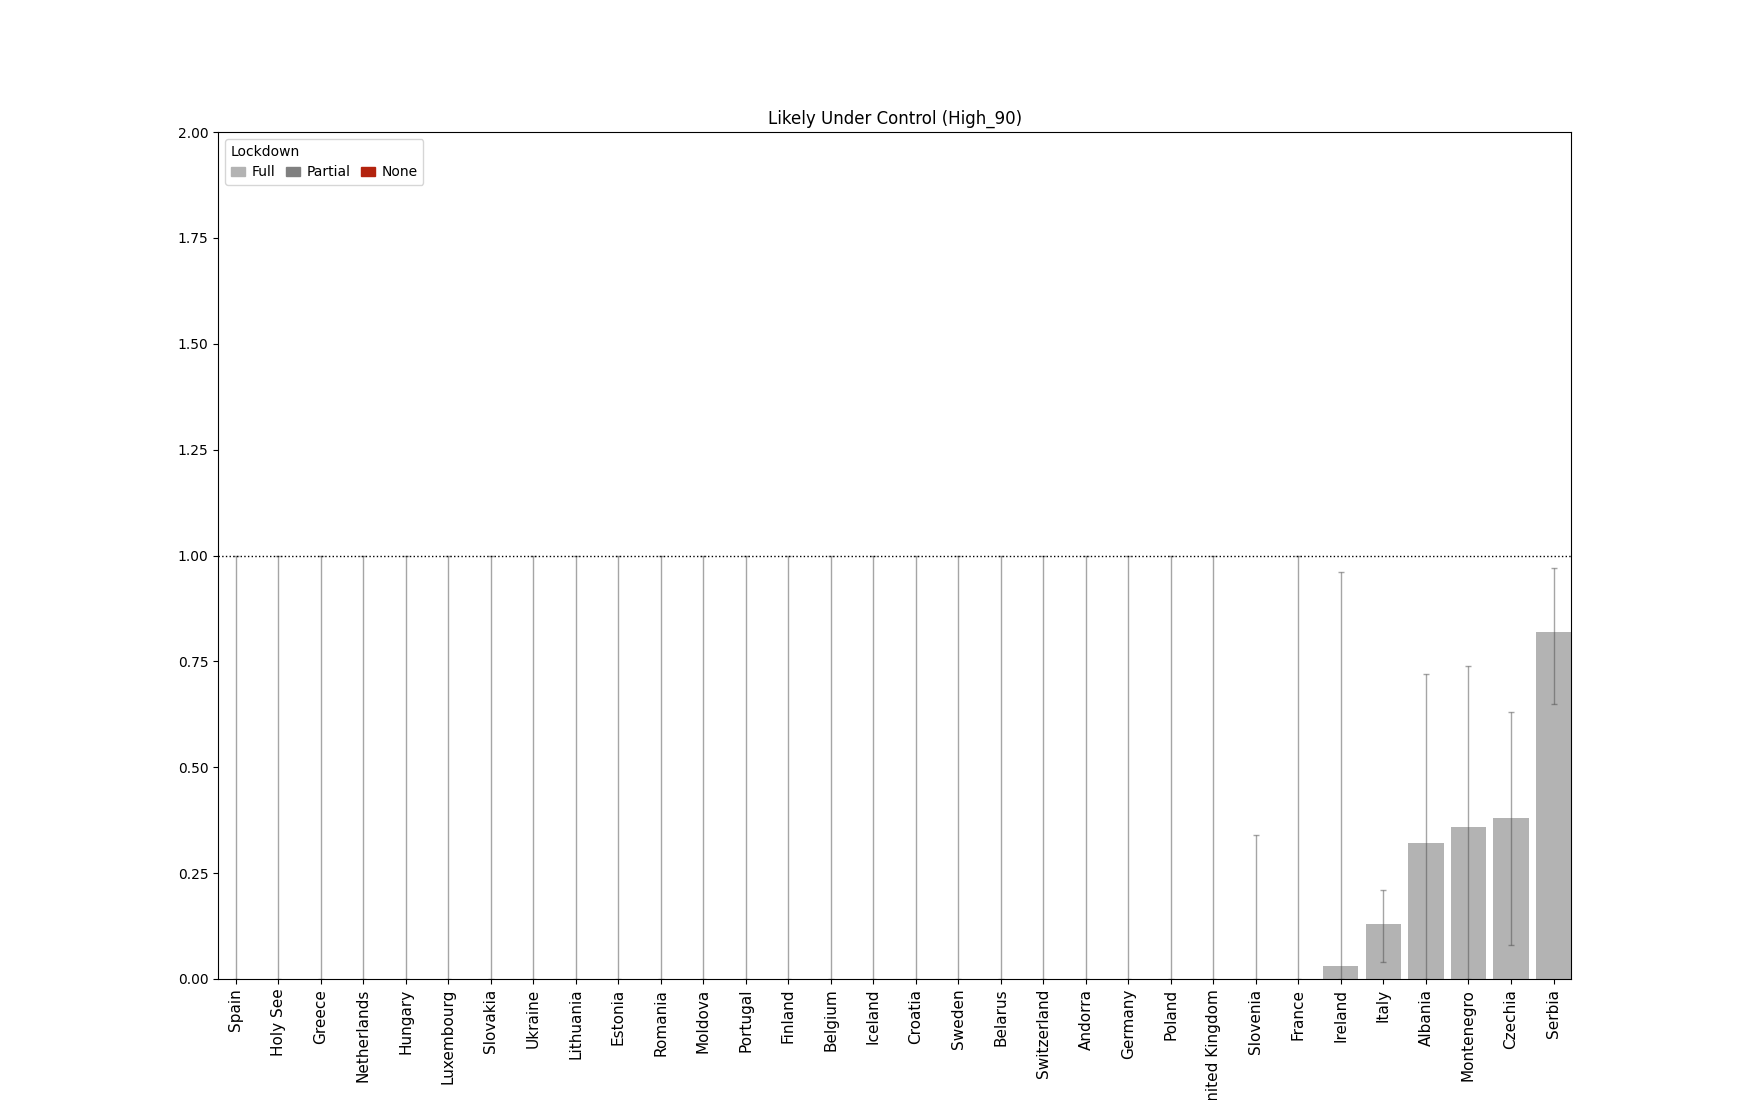 Likely Under Control (High_90)
2.00
Lockdown
Full Partial None
1.75
1.50
1.25
1.00
0.75
0.50
0.25
0.00
Spain
Holy See
Greece
Netherlands
Hungary
Luxembourg
Slovakia
Ukraine
Lithuania
Estonia
Romania
Moldova
Portugal
Finland
Belgium
Iceland
Croatia
Sweden
Belarus
Switzerland
Andorra
Germany
Poland
nited Kingdom
Slovenia
France
Ireland
Italy
Albania
Montenegro
Czechia
Serbia